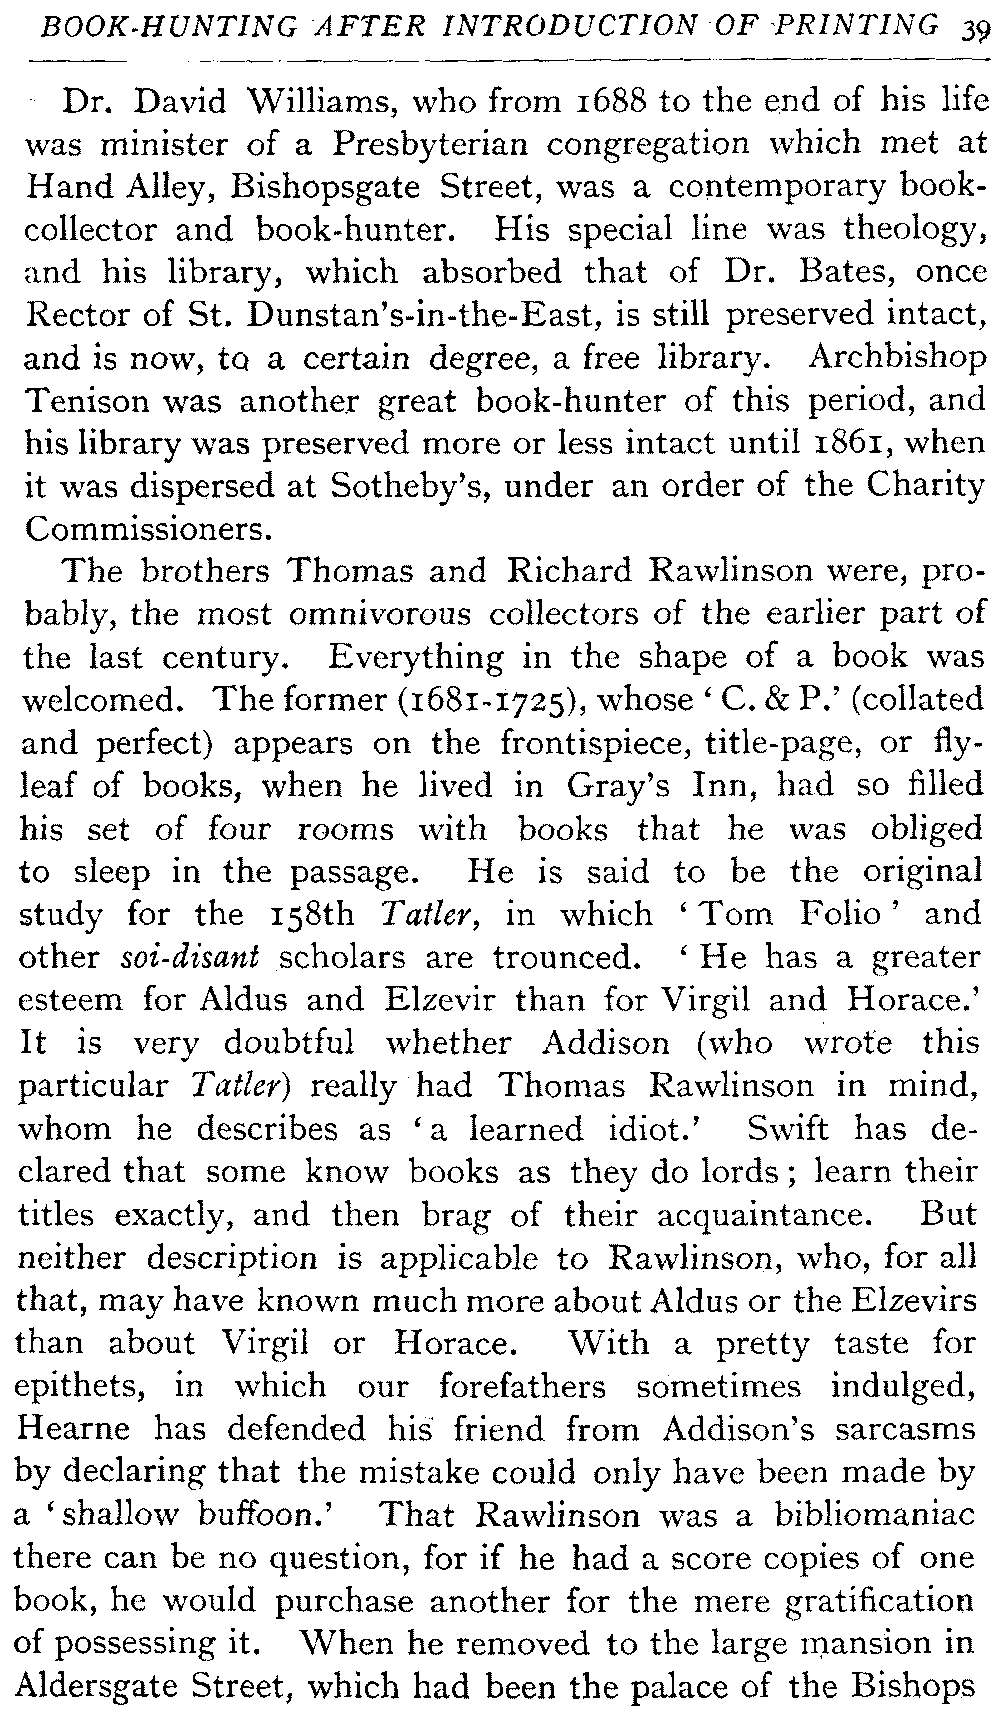 BOOK-HUNTING AFTER INTRODUCTION OF PRINTING 39
Dr. David Williams, who from 1688 to the end of his life
was minister of a Presbyterian congregation which met at
Hand Alley, Bishopsgate Street, was a contemporary book-
collector and book-hunter. His special line was theology,
and his library, which absorbed that of Dr. Bates, once
Rector of St. Dunstan's-in-the-East, is still preserved intact,
and is now, to a certain degree, a free library. Archbishop
Tenison was another great book-hunter of this period, and
his library was preserved more or less intact until 1861, when
it was dispersed at Sotheby's, under an order of the Charity
Commissioners.
The brothers Thomas and Richard Rawlinson were, pro-
bably, the most omnivorous collectors of the earlier part of
the last century. Everything in the shape of a book was
welcomed. The former (1681-1725), whose ‘C. & P.’ (collated
and perfect) appears on the frontispiece, title-page, or fly-
leaf of books, when he lived in Gray's Inn, had so filled
his set of four rooms with books that he was obliged
to sleep in the passage. He is said to be the original
study for the 158th Tatler, in which ‘Tom Folio’ and
other soi-disant scholars are trounced. ‘He has a greater
esteem for Aldus and Elzevir than for Virgil and Horace.’
It is very doubtful whether Addison (who wrote this
particular Tatler) really had Thomas Rawlinson in mind,
whom he describes as ‘a learned idiot.’ Swift has de-
clared that some know books as they do lords; learn their
titles exactly, and then brag of their acquaintance. But
neither description is applicable to Rawlinson, who, for all
that, may have known much more about Aldus or the Elzevirs
than about Virgil or Horace. With a pretty taste for
epithets, in which our forefathers sometimes indulged,
Hearne has defended his friend from Addison's sarcasms
by declaring that the mistake could only have been made by
a ‘shallow buffoon.’ That Rawlinson was a bibliomaniac
there can be no question, for if he had a score copies of one
book, he would purchase another for the mere gratification
of possessing it. When he removed to the large mansion in
Aldersgate Street, which had been the palace of the Bishops